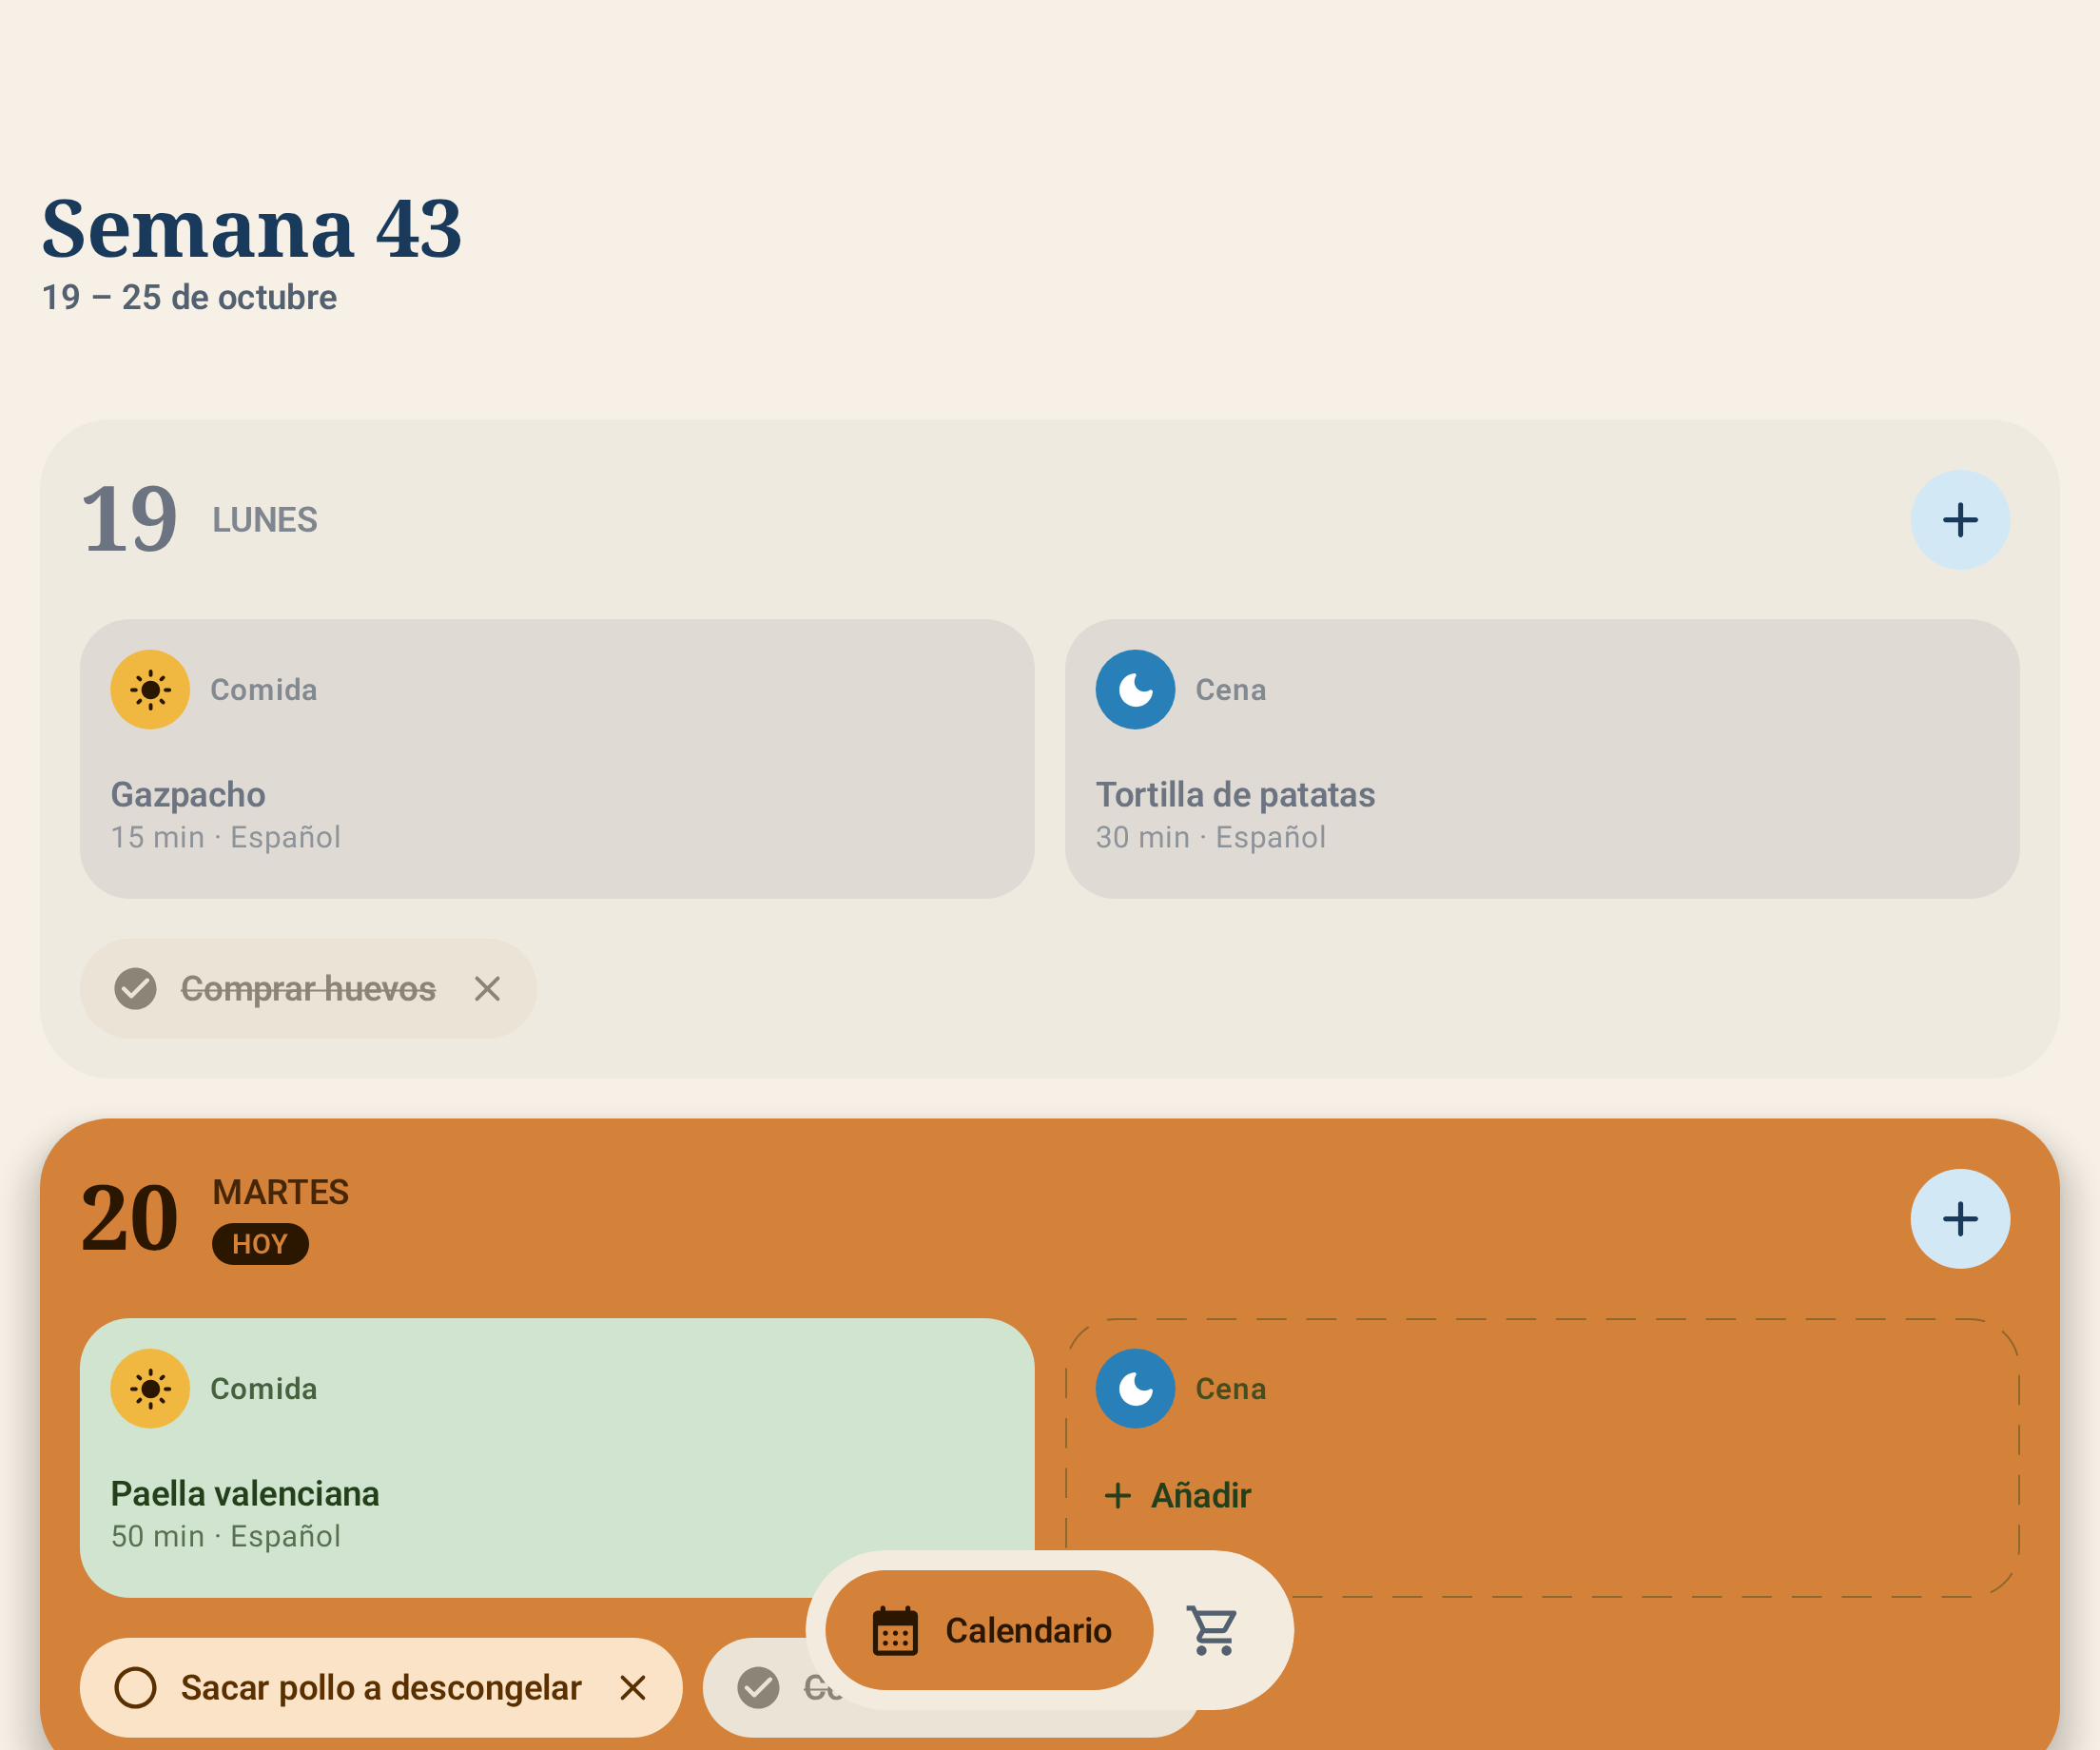 Semana 43
19 – 25 de octubre
19 LUNES
Comida
Gazpacho
15 min · Español
Cena
Tortilla de patatas
30 min · Español
Comprar huevos
20 MARTES
HOY
Comida
Paella valenciana
50 min · Español
Cena
Añadir
Sacar pollo a descongelar
Calendario